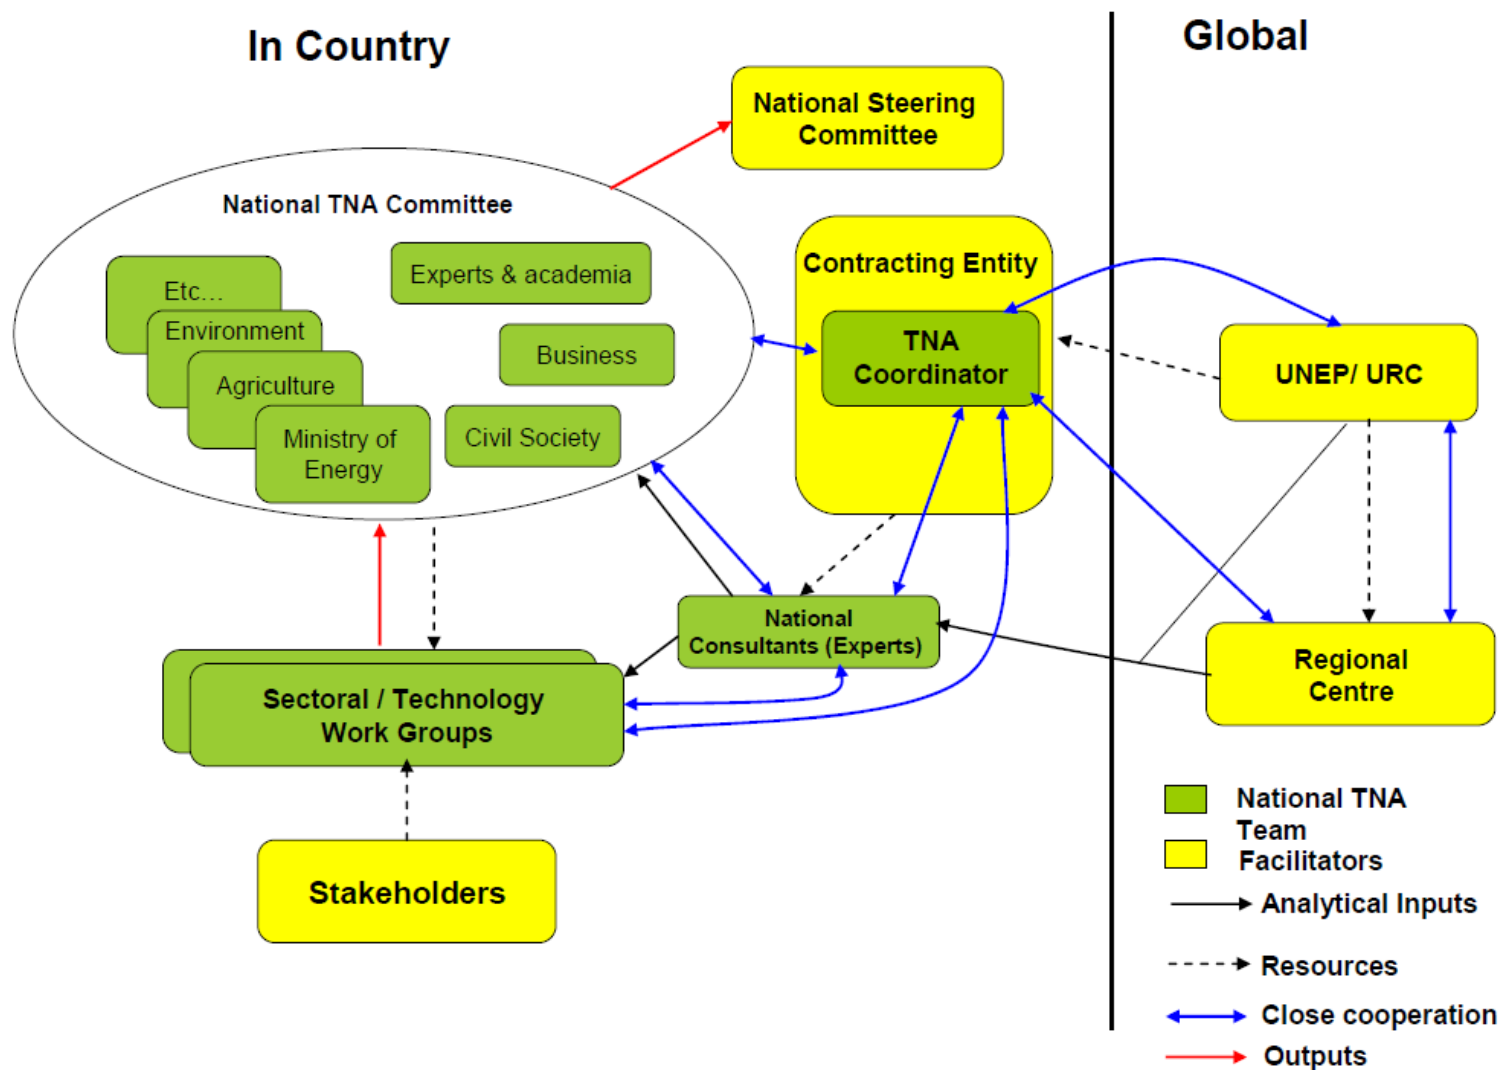 In Country
Global
National Steering
Committee
National TNA Committee
Etc...
Environment
Agriculture
Ministry of
Energy
Experts & academia
Business
Civil Society
Contracting Entity
TNA
Coordinator
UNEP/ URC
National
Consultants (Experts)
Regional
Centre
Sectoral / Technology
Work Groups
Stakeholders
National TNA
Team
Facilitators
Analytical Inputs
Resources
Close cooperation
Outputs